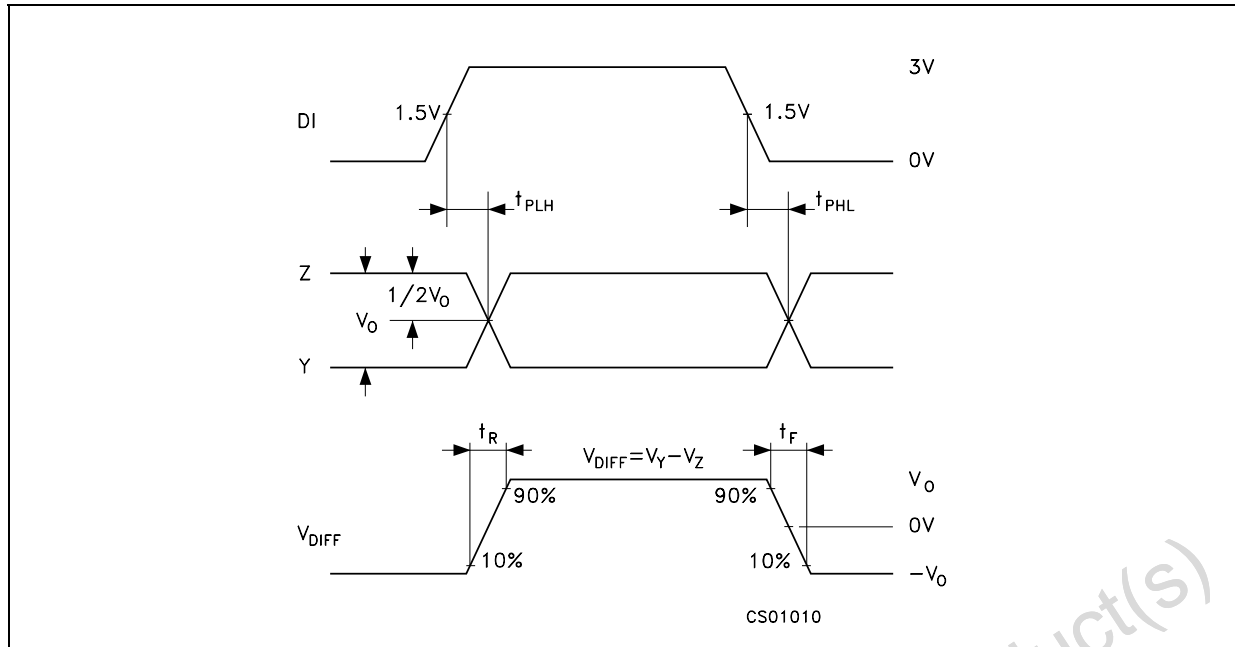 3V
1.5V
1.5V
DI
0V
tPLH
tPHL
Z
1/2VO
VO
Y
tR
tF
VDIFF=VY−VZ
VO
90%
90%
0V
VDIFF
10%
10%
−VO
CS01010